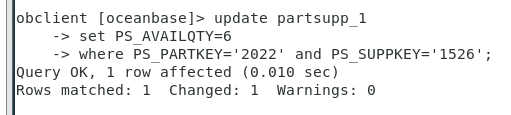 obclient [oceanbase]> update partsupp_1
    -> set PS_AVAILQTY=6
    -> where PS_PARTKEY='2022' and PS_SUPPKEY='1526';
Query OK, 1 row affected (0.010 sec)
Rows matched: 1  Changed: 1  Warnings: 0